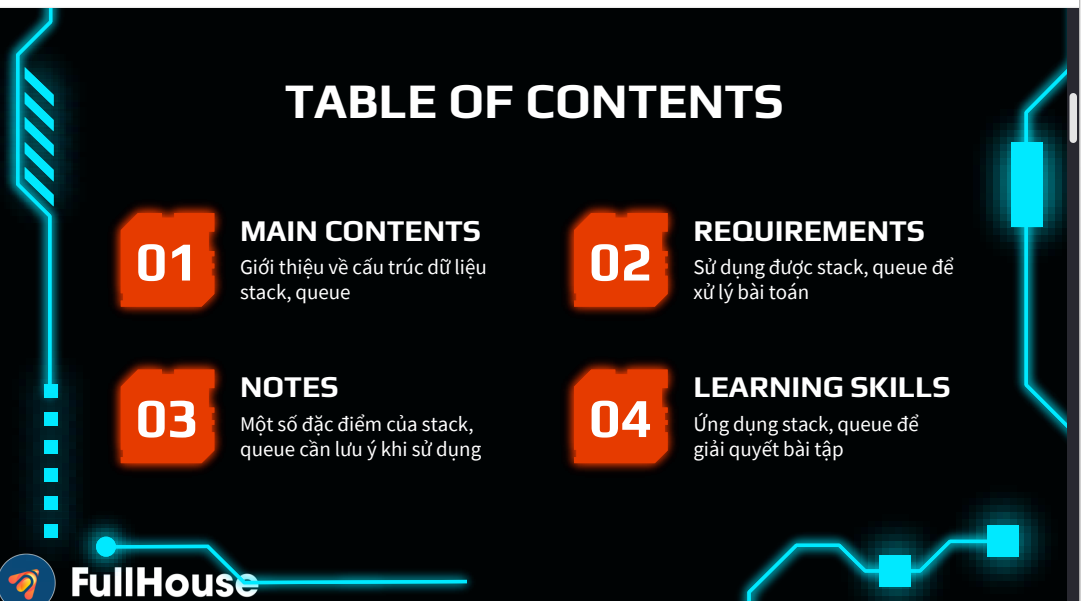 TABLE OF CONTENTS
01
MAIN CONTENTS
Giới thiệu về cấu trúc dữ liệu
stack, queue
02
REQUIREMENTS
Sử dụng được stack, queue để
xử lý bài toán
03
NOTES
Một số đặc điểm của stack,
queue cần lưu ý khi sử dụng
04
LEARNING SKILLS
Ứng dụng stack, queue để
giải quyết bài tập
FullHouse